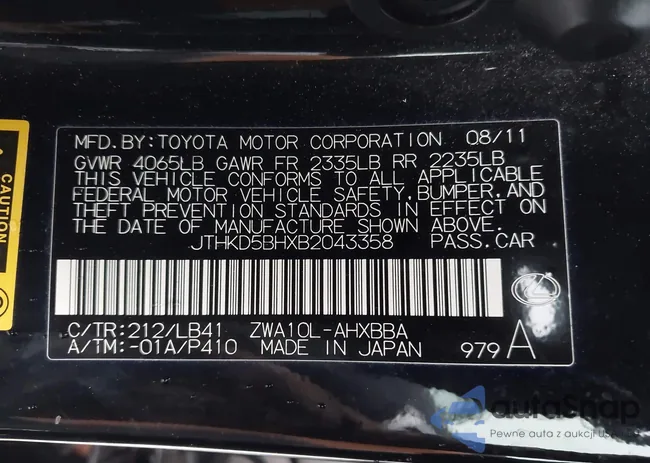 MFD.BY:TOYOTA MOTOR CORPORATION 08/11
GVWR 4065LB GAWR FR 2335LB RR 2235LB
THIS VEHICLE CONFORMS TO ALL APPLICABLE
FEDERAL MOTOR VEHICLE SAFETY,BUMPER,AND
THEFT PREVENTION STANDARDS IN EFFECT ON
THE DATE OF MANUFACTURE SHOWN ABOVE.
JTHKD5BHXB2043358 PASS.CAR
C/TR:212/LB41 ZWA10L-AHXBBA
A/TM:-01A/P410 MADE IN JAPAN 979 A
CAUTION
autoSnap
Pewne auta z aukcji U